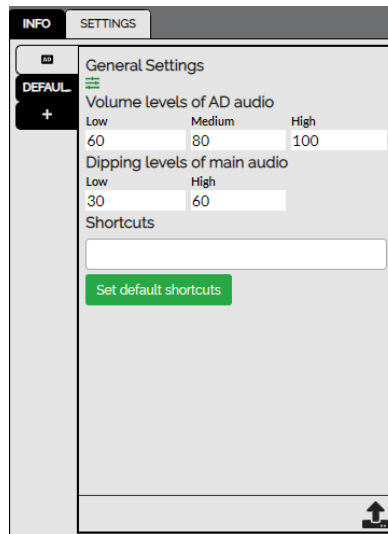 INFO SETTINGS
AD
DEFAUL..
+
General Settings
Volume levels of AD audio
Low Medium High
60 80 100
Dipping levels of main audio
Low High
30 60
Shortcuts
Set default shortcuts